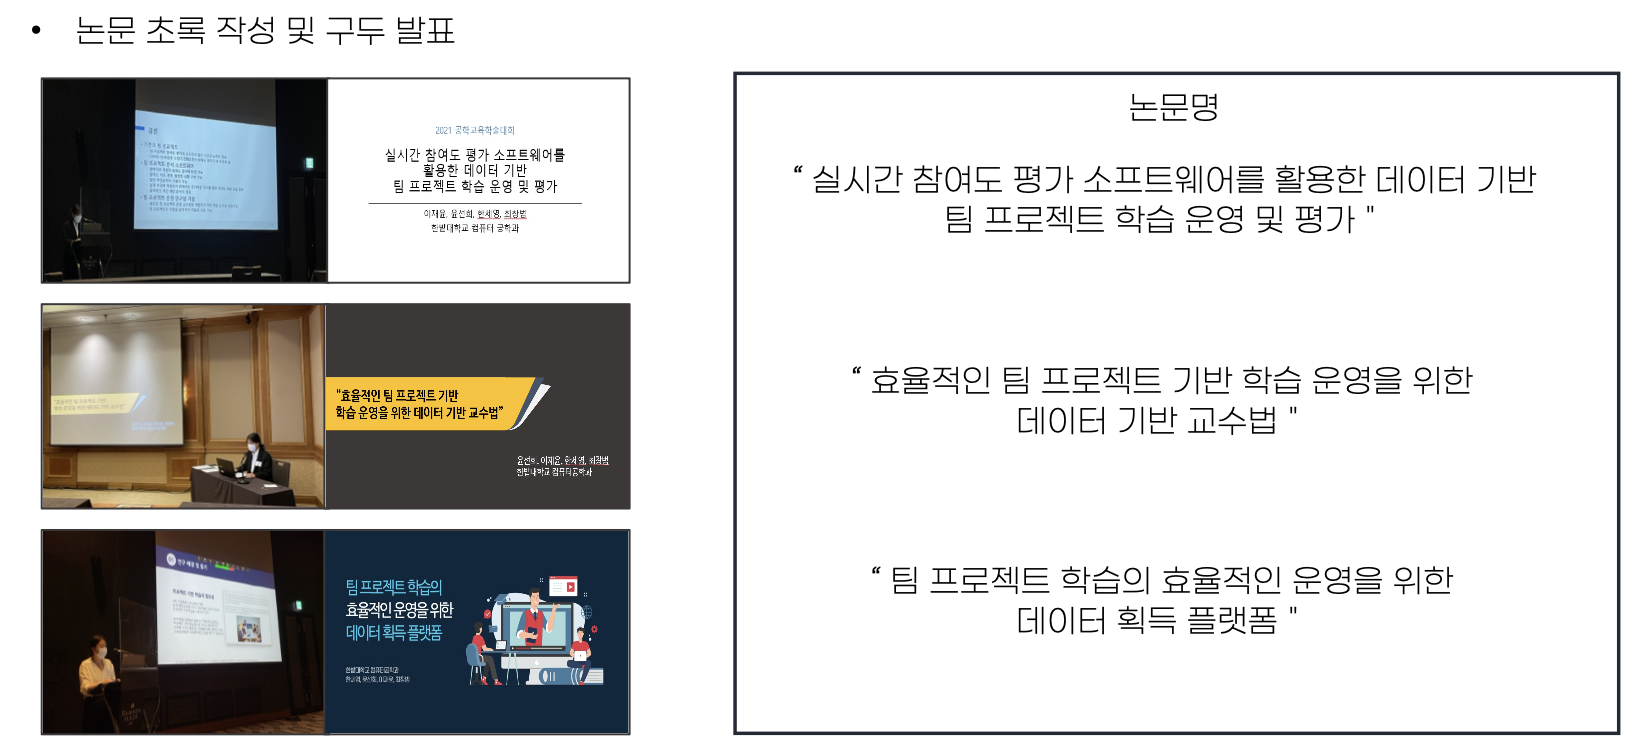 • 논문 초록 작성 및 구두 발표
2021 공학교육학술대회
실시간 참여도 평가 소프트웨어를
활용한 데이터 기반
팀 프로젝트 학습 운영 및 평가
이재윤, 윤선희, 한세영, 최창범
한밭대학교 컴퓨터 공학과
"효율적인 팀 프로젝트 기반
학습 운영을 위한 데이터 기반 교수법"
윤선희, 이재윤, 한세영, 최창범
한밭대학교 컴퓨터공학과
팀 프로젝트 학습의
효율적인 운영을 위한
데이터 획득 플랫폼
한밭대학교 컴퓨터공학과
한세영, 윤선희, 이재윤, 최창범
논문명
“ 실시간 참여도 평가 소프트웨어를 활용한 데이터 기반
팀 프로젝트 학습 운영 및 평가 "
“ 효율적인 팀 프로젝트 기반 학습 운영을 위한
데이터 기반 교수법 "
“ 팀 프로젝트 학습의 효율적인 운영을 위한
데이터 획득 플랫폼 "